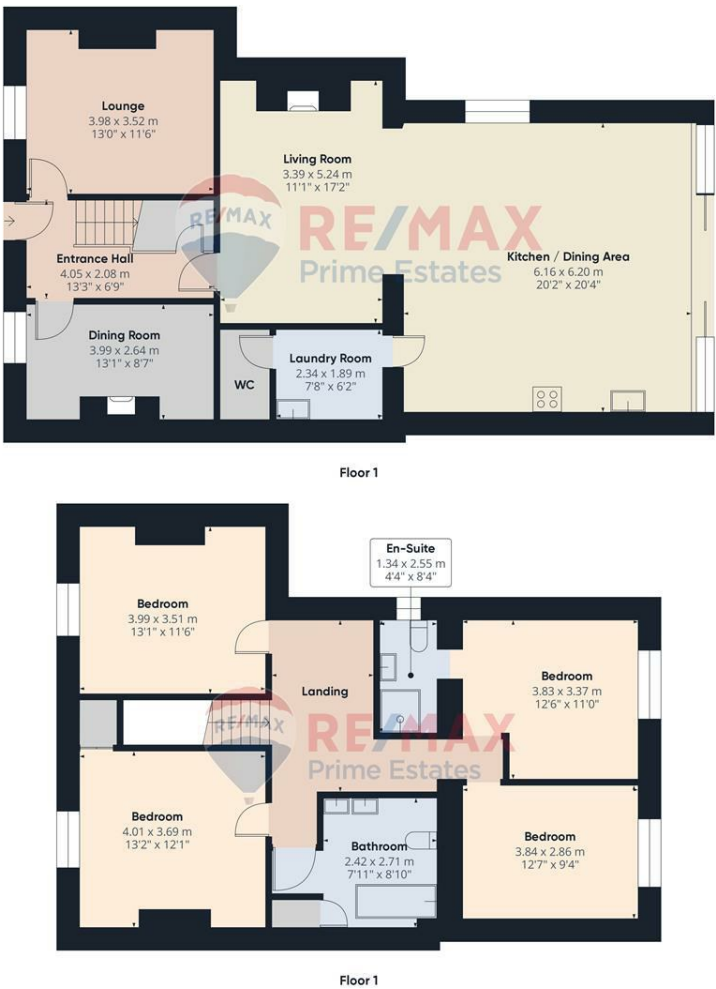 Lounge
3.98 x 3.52 m
13'0" x 11'6"
Living Room
3.39 x 5.24 m
11'1" x 17'2"
RE/MAX
RE/MAX
Prime Estates
Kitchen / Dining Area
6.16 x 6.20 m
20'2" x 20'4"
Entrance Hall
4.05 x 2.08 m
13'3" x 6'9"
Dining Room
3.99 x 2.64 m
13'1" x 8'7"
WC
Laundry Room
2.34 x 1.89 m
7'8" x 6'2"
Floor 1
En-Suite
1.34 x 2.55 m
4'4" x 8'4"
Bedroom
3.99 x 3.51 m
13'1" x 11'6"
Landing
Bedroom
3.83 x 3.37 m
12'6" x 11'0"
RE/MAX
RE/MAX
Prime Estates
Bedroom
4.01 x 3.69 m
13'2" x 12'1"
Bathroom
2.42 x 2.71 m
7'11" x 8'10"
Bedroom
3.84 x 2.86 m
12'7" x 9'4"
Floor 1